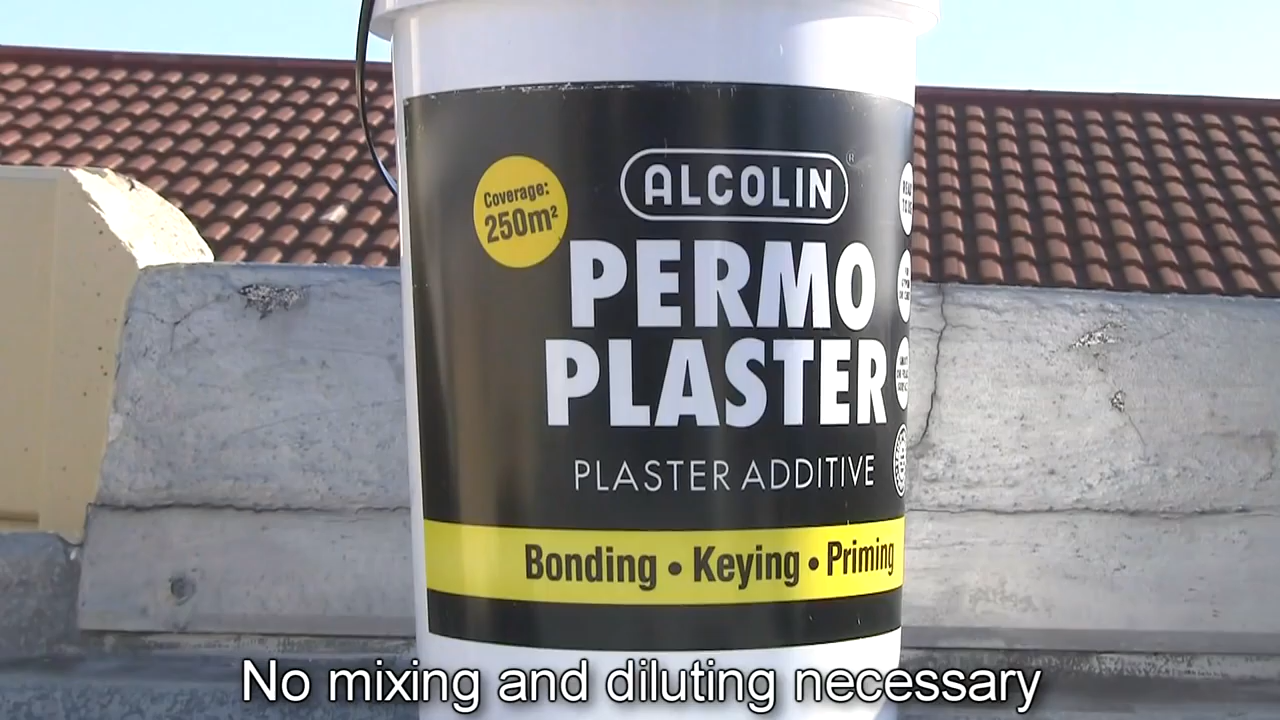 Coverage:
250m²
ALCOLIN®
PERMO
PLASTER
PLASTER ADDITIVE
Bonding • Keying • Priming
No mixing and diluting necessary